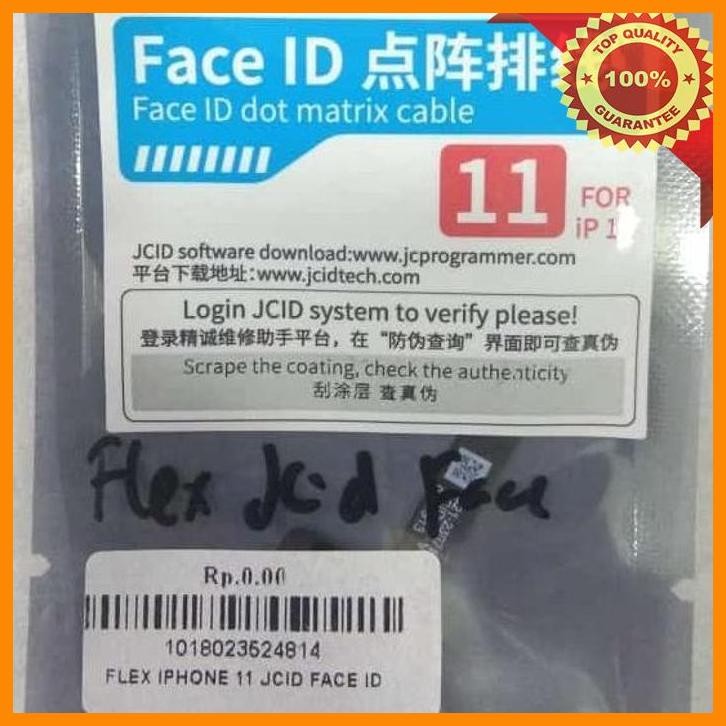 Face ID 点阵排
TOP QUALITY
100%
GUARANTEE
Face ID dot matrix cable
11
FOR
iP 1
JCID software download:www.jcprogrammer.com
平台下载地址:www.jcidtech.com
Login JCID system to verify please!
登录精诚维修助手平台，在“防伪查询”界面即可查真伪
Scrape the coating, check the authenticity
刮涂层 查真伪
Flex Jcid Face
Rp.0.00
1018023524814
FLEX IPHONE 11 JCID FACE ID